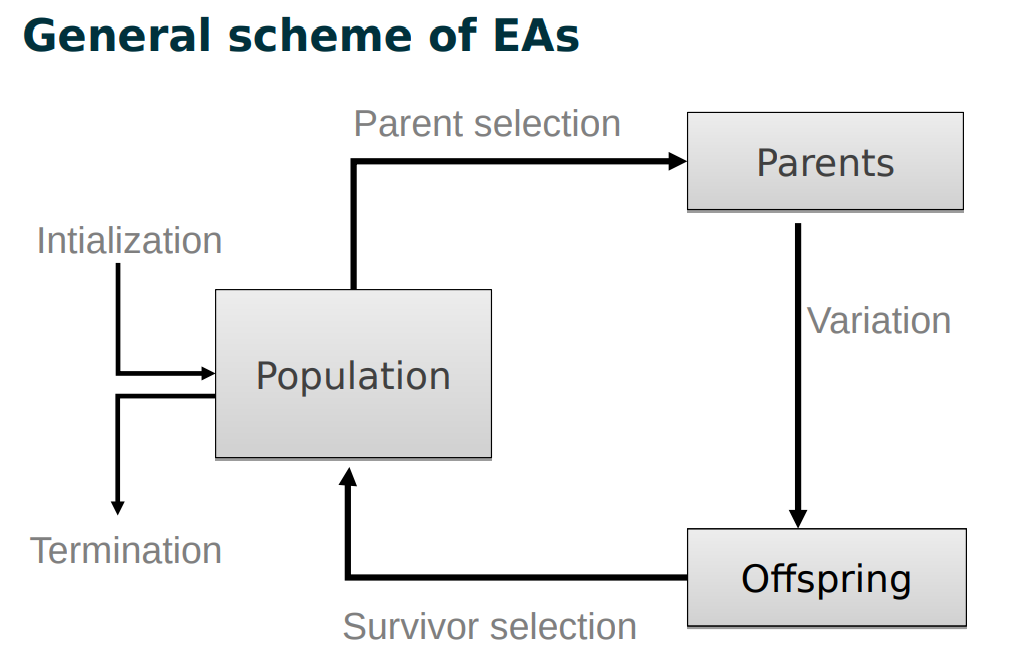 General scheme of EAs
Parent selection
Parents
Intialization
Variation
Population
Termination
Offspring
Survivor selection